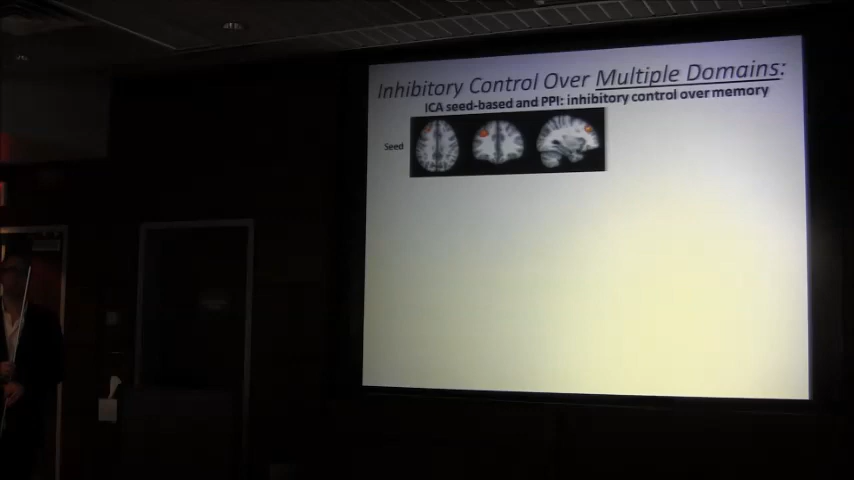 Inhibitory Control Over Multiple Domains:
ICA seed-based and PPI: inhibitory control over memory
Seed